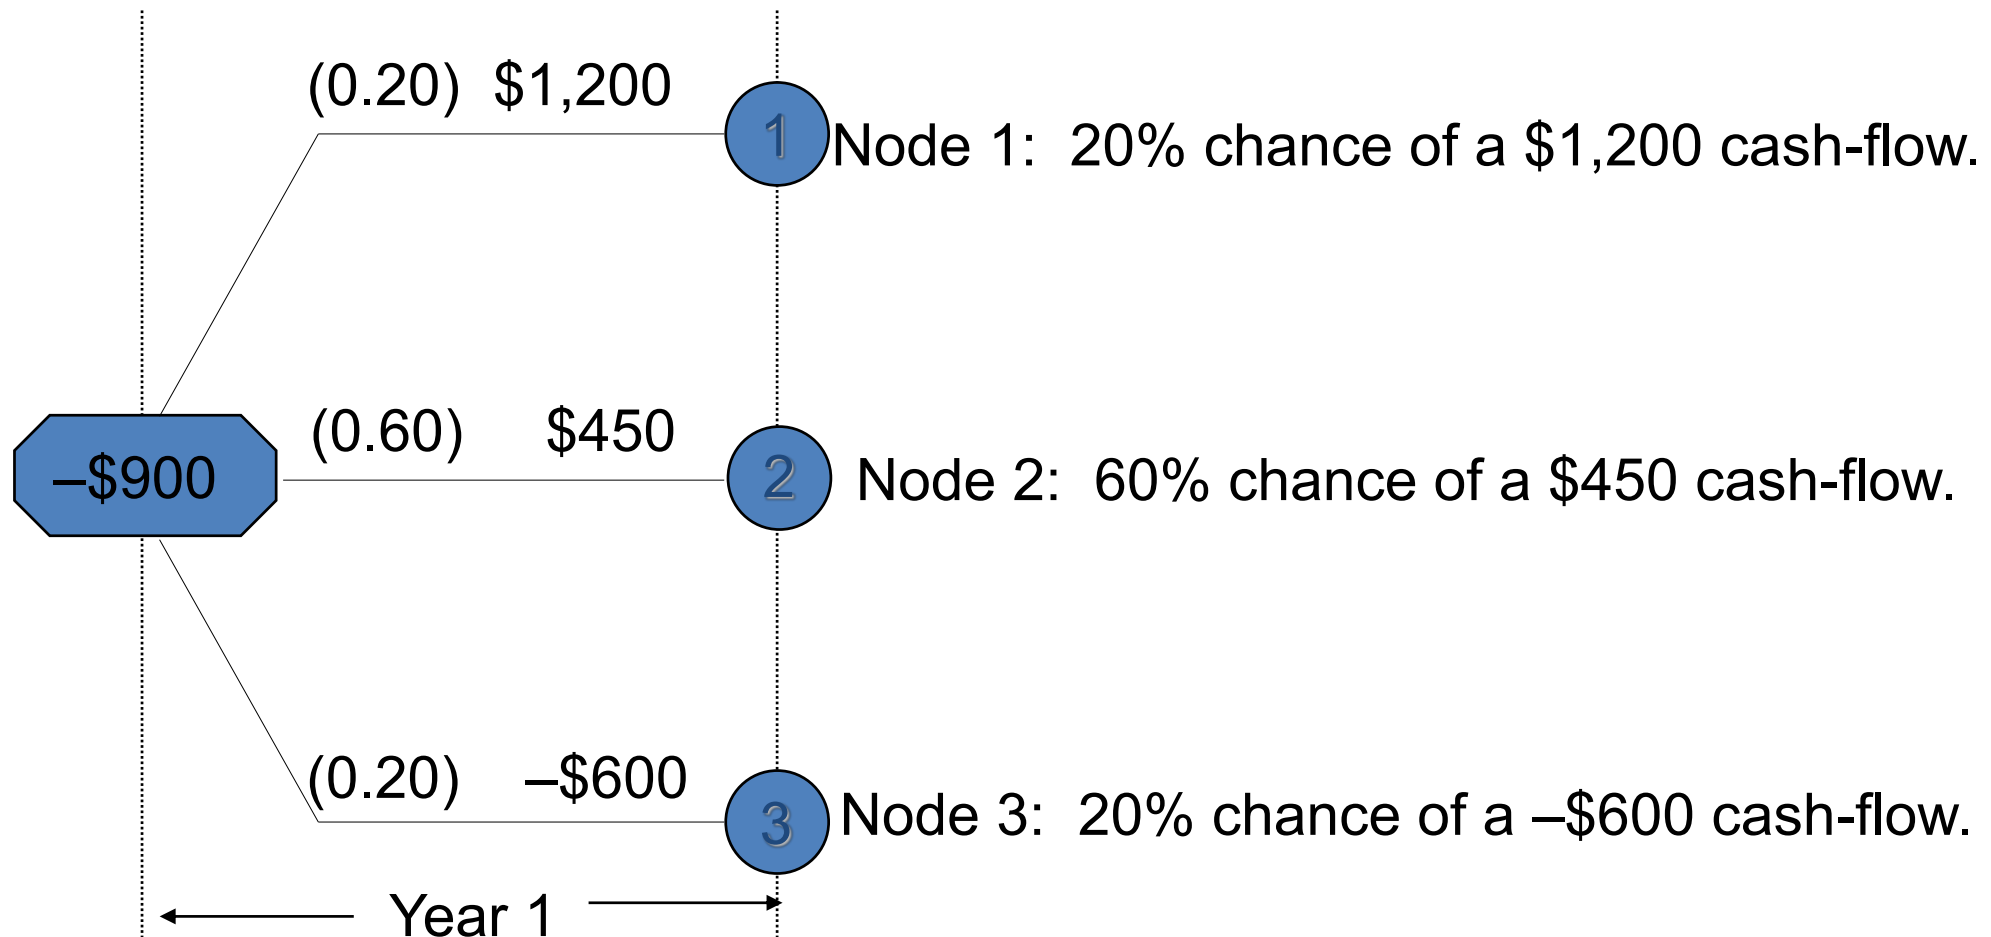 (0.20) $1,200
1
Node 1: 20% chance of a $1,200 cash-flow.
(0.60) $450
–$900
2
Node 2: 60% chance of a $450 cash-flow.
(0.20) –$600
3
Node 3: 20% chance of a –$600 cash-flow.
Year 1